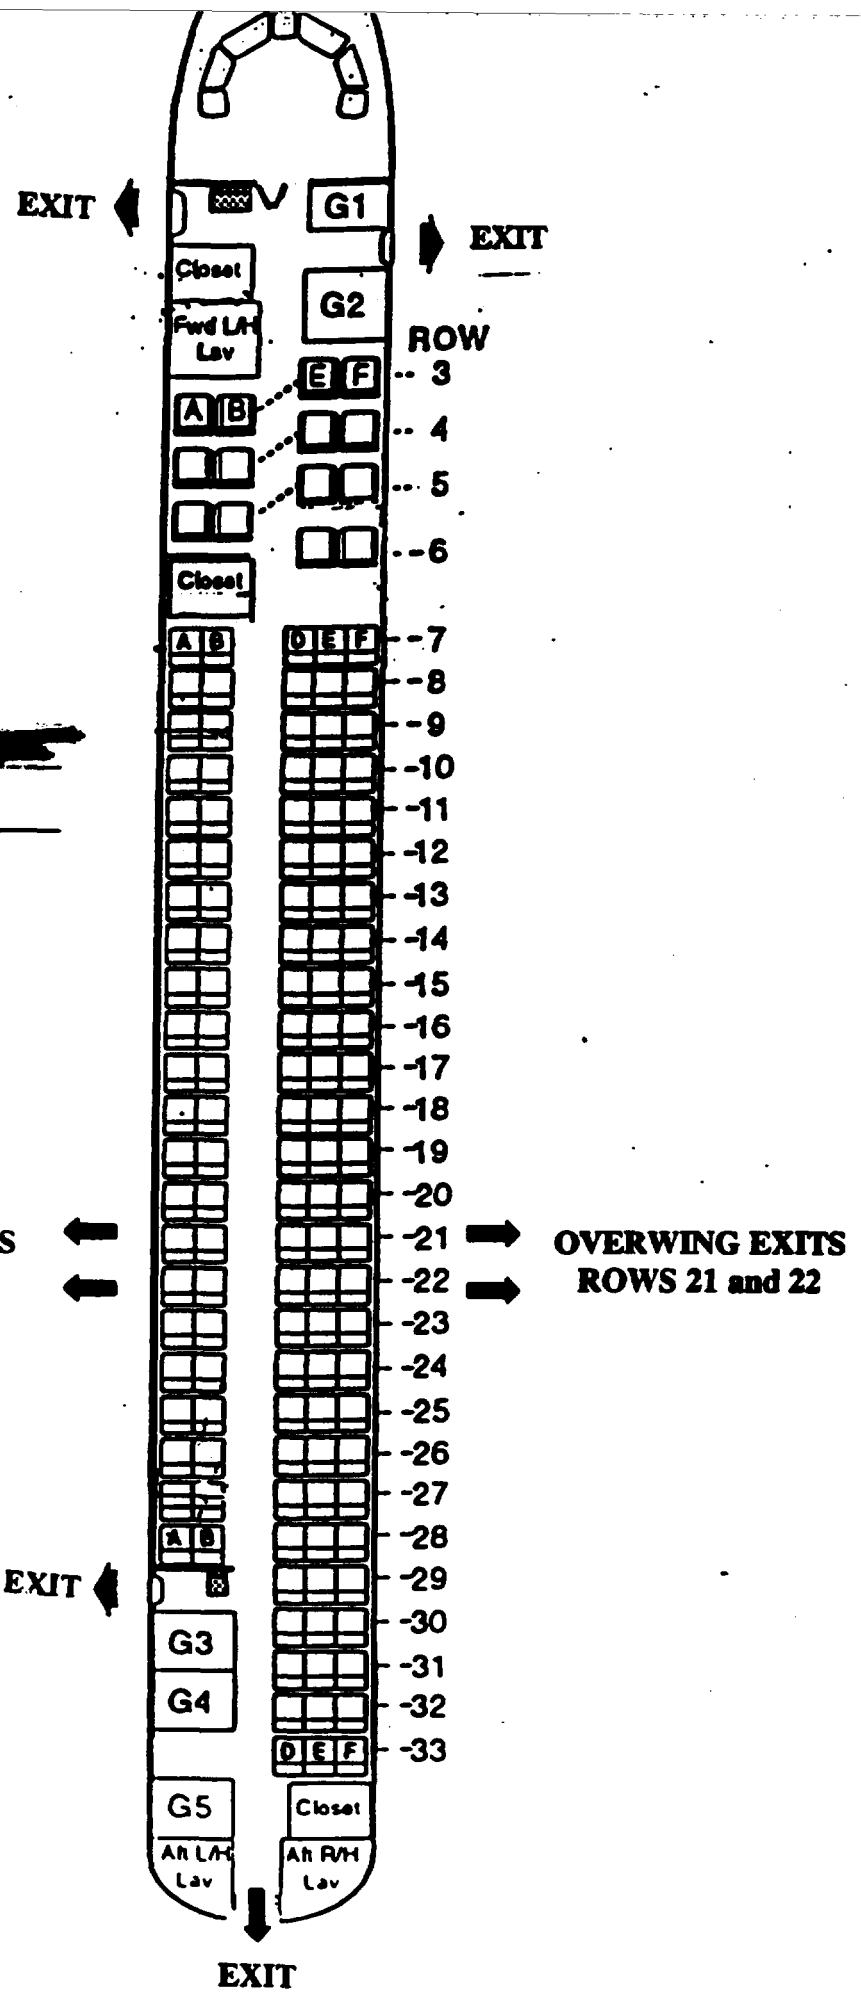 EXIT
G1
EXIT
Closet
G2
Fwd L/H
Lav
ROW
E F -- 3
A B
-- 4
-- 5
--6
Closet
A B D E F --7
--8
--9
--10
--11
--12
--13
--14
--15
--16
--17
--18
--19
--20
--21
S OVERWING EXITS
--22
ROWS 21 and 22
--23
--24
--25
--26
--27
A B --28
EXIT --29
G3 --30
--31
G4 --32
D E F --33
G5 Closet
Aft L/H Aft R/H
Lav Lav
EXIT